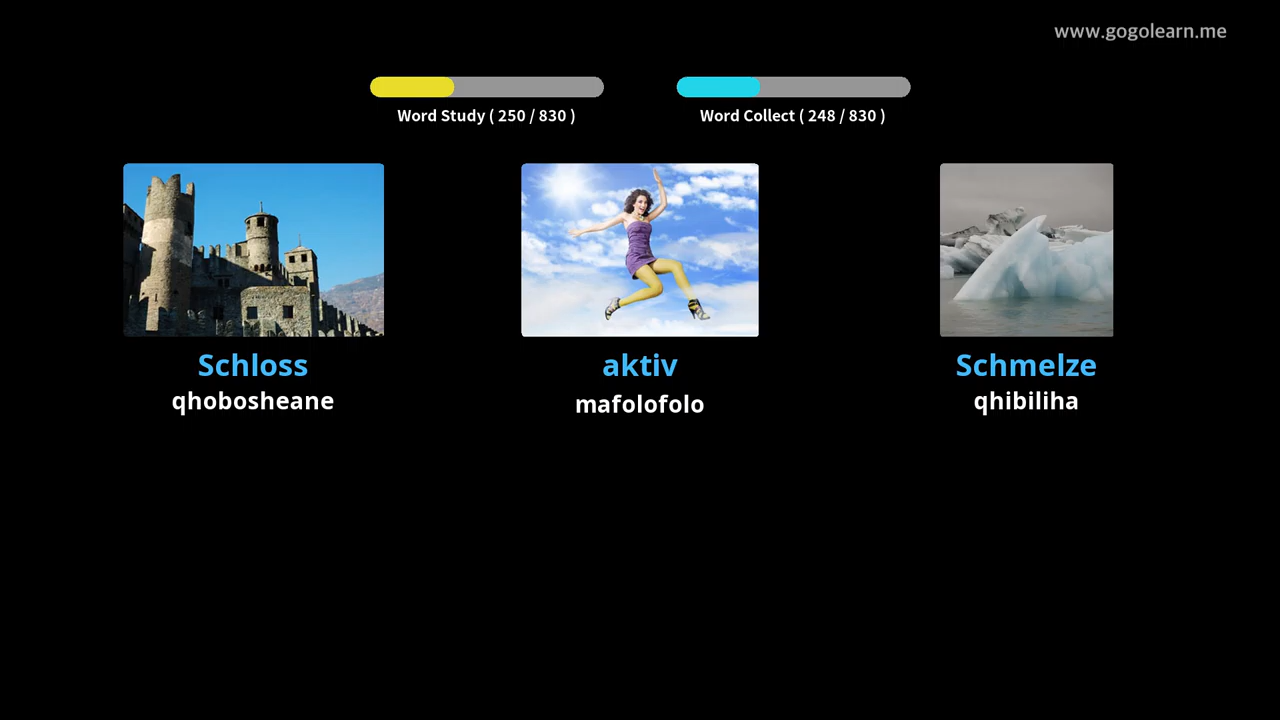 www.gogolearn.me
Word Study ( 250 / 830 )
Word Collect ( 248 / 830 )
Schloss
qhobosheane
aktiv
mafolofolo
Schmelze
qhibiliha